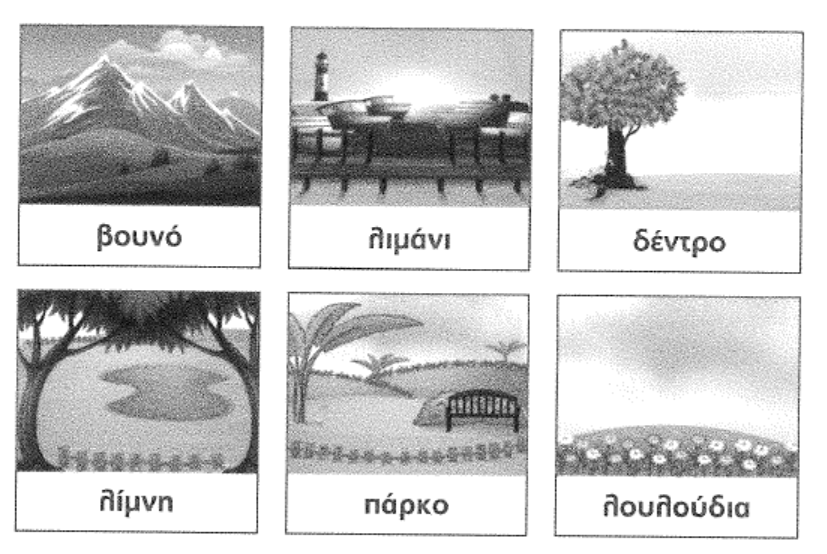 βουνό
λιμάνι
δέντρο
λίμνη
πάρκο
λουλούδια